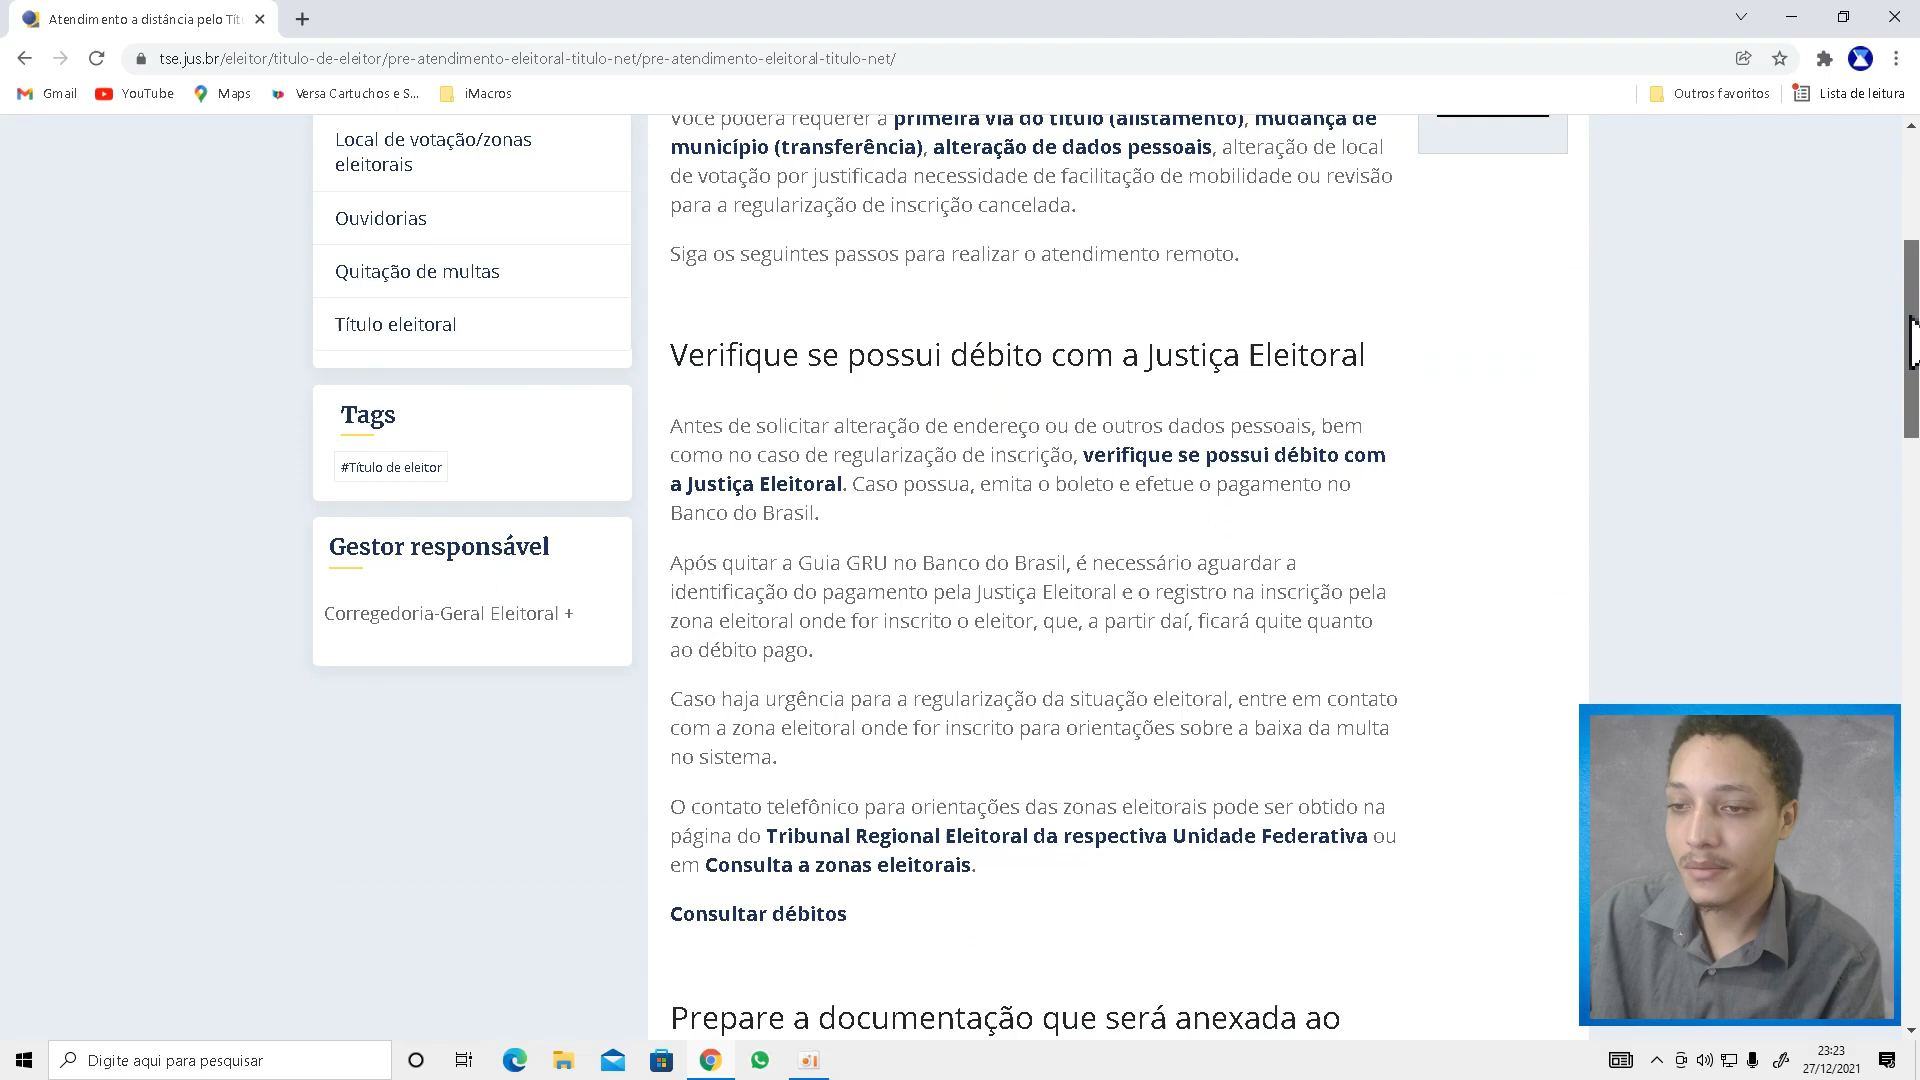 Atendimento a distância pelo Títu
tse.jus.br/eleitor/titulo-de-eleitor/pre-atendimento-eleitoral-titulo-net/pre-atendimento-eleitoral-titulo-net/
Gmail
YouTube
Maps
Versa Cartuchos e S...
iMacros
Outros favoritos
Lista de leitura
Local de votação/zonas
eleitorais
Ouvidorias
Quitação de multas
Título eleitoral
Tags
#Título de eleitor
Gestor responsável
Corregedoria-Geral Eleitoral +
Você poderá requerer a primeira via do título (alistamento), mudança de
município (transferência), alteração de dados pessoais, alteração de local
de votação por justificada necessidade de facilitação de mobilidade ou revisão
para a regularização de inscrição cancelada.
Siga os seguintes passos para realizar o atendimento remoto.
Verifique se possui débito com a Justiça Eleitoral
Antes de solicitar alteração de endereço ou de outros dados pessoais, bem
como no caso de regularização de inscrição, verifique se possui débito com
a Justiça Eleitoral. Caso possua, emita o boleto e efetue o pagamento no
Banco do Brasil.
Após quitar a Guia GRU no Banco do Brasil, é necessário aguardar a
identificação do pagamento pela Justiça Eleitoral e o registro na inscrição pela
zona eleitoral onde for inscrito o eleitor, que, a partir daí, ficará quite quanto
ao débito pago.
Caso haja urgência para a regularização da situação eleitoral, entre em contato
com a zona eleitoral onde for inscrito para orientações sobre a baixa da multa
no sistema.
O contato telefônico para orientações das zonas eleitorais pode ser obtido na
página do Tribunal Regional Eleitoral da respectiva Unidade Federativa ou
em Consulta a zonas eleitorais.
Consultar débitos
Prepare a documentação que será anexada ao
Digite aqui para pesquisar
23:23
27/12/2021